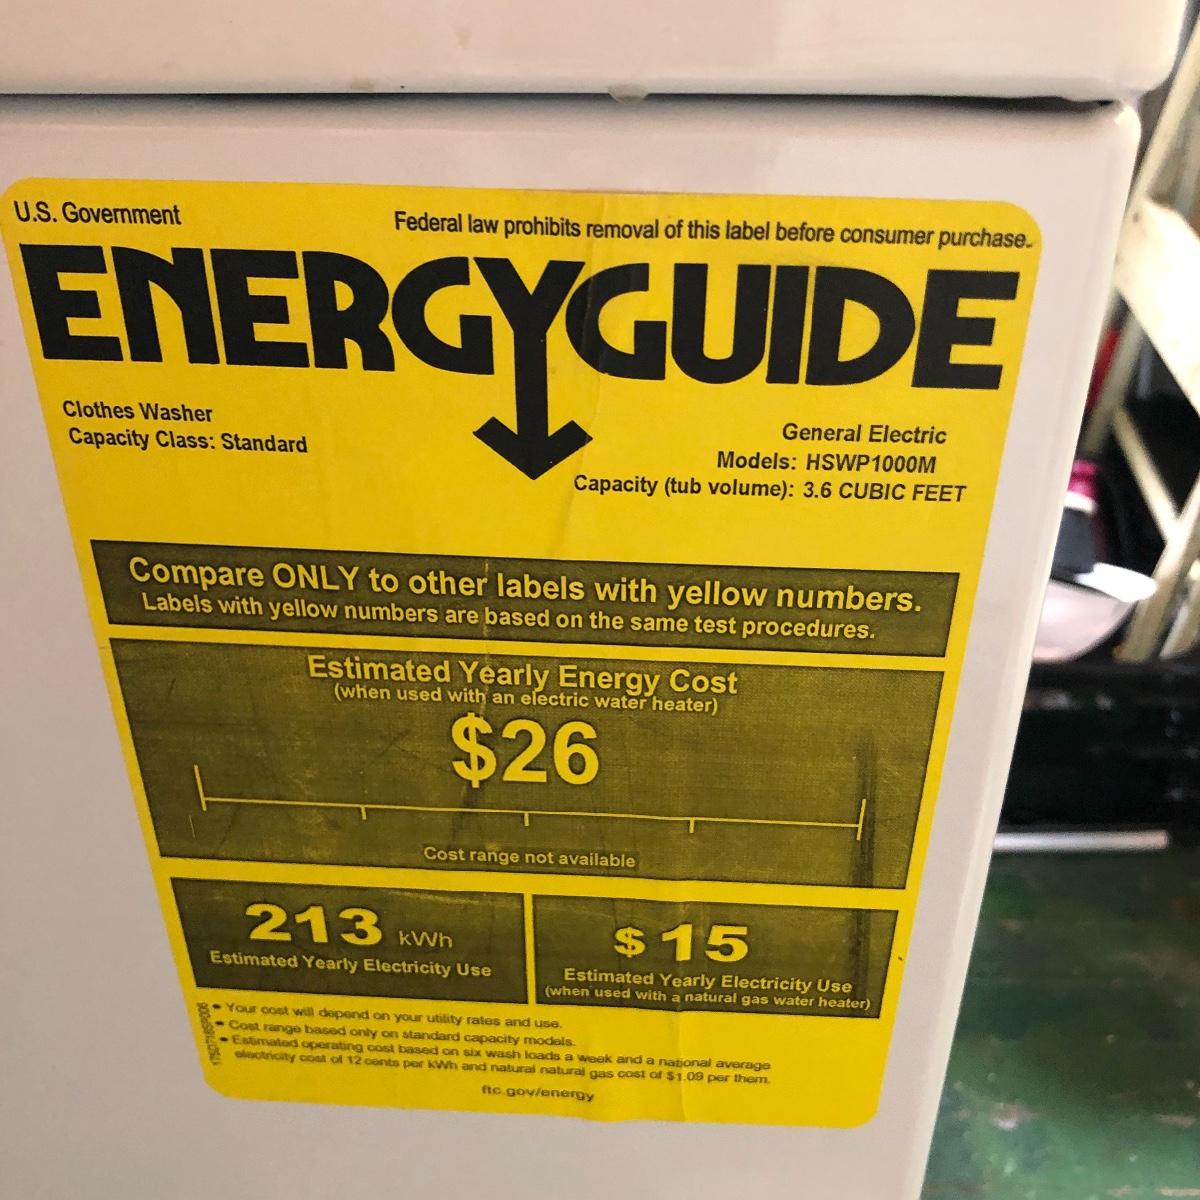 U.S. Government
Federal law prohibits removal of this label before consumer purchase.
ENERGYGUIDE
Clothes Washer
Capacity Class: Standard
General Electric
Models: HSWP1000M
Capacity (tub volume): 3.6 CUBIC FEET
Compare ONLY to other labels with yellow numbers.
Labels with yellow numbers are based on the same test procedures.
Estimated Yearly Energy Cost
(when used with an electric water heater)
$26
Cost range not available
213 kWh
Estimated Yearly Electricity Use
$15
Estimated Yearly Electricity Use
(when used with a natural gas water heater)
• Your cost will depend on your utility rates and use.
• Cost range based only on standard capacity models.
• Estimated operating cost based on six wash loads a week and a national average
electricity cost of 12 cents per kWh and natural natural gas cost of $1.09 per them.
ftc.gov/energy